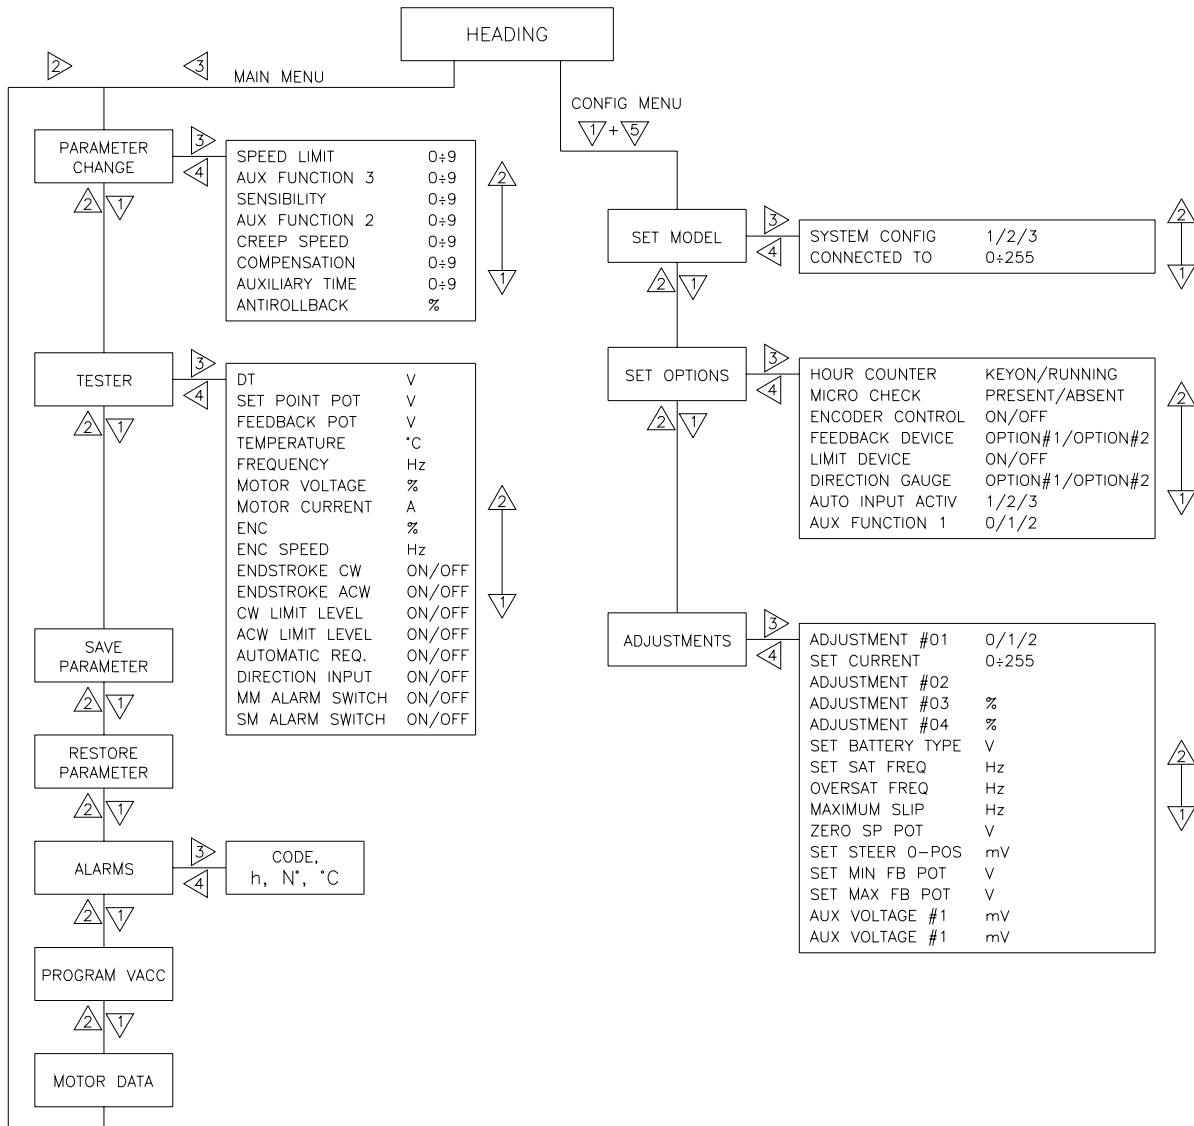 HEADING
2
3
MAIN MENU
CONFIG MENU
1+5
PARAMETER
CHANGE
3
4
2 1
SPEED LIMIT 0÷9
AUX FUNCTION 3 0÷9
SENSIBILITY 0÷9
AUX FUNCTION 2 0÷9
CREEP SPEED 0÷9
COMPENSATION 0÷9
AUXILIARY TIME 0÷9
ANTIROLLBACK %
2
1
TESTER
3
4
2 1
DT V
SET POINT POT V
FEEDBACK POT V
TEMPERATURE °C
FREQUENCY Hz
MOTOR VOLTAGE %
MOTOR CURRENT A
ENC %
ENC SPEED Hz
ENDSTROKE CW ON/OFF
ENDSTROKE ACW ON/OFF
CW LIMIT LEVEL ON/OFF
ACW LIMIT LEVEL ON/OFF
AUTOMATIC REQ. ON/OFF
DIRECTION INPUT ON/OFF
MM ALARM SWITCH ON/OFF
SM ALARM SWITCH ON/OFF
2
1
SAVE
PARAMETER
2 1
RESTORE
PARAMETER
2 1
ALARMS
3
4
2 1
CODE,
h, N°, °C
PROGRAM VACC
2 1
MOTOR DATA
SET MODEL
3
4
2 1
SYSTEM CONFIG 1/2/3
CONNECTED TO 0÷255
2
1
SET OPTIONS
3
4
2 1
HOUR COUNTER KEYON/RUNNING
MICRO CHECK PRESENT/ABSENT
ENCODER CONTROL ON/OFF
FEEDBACK DEVICE OPTION#1/OPTION#2
LIMIT DEVICE ON/OFF
DIRECTION GAUGE OPTION#1/OPTION#2
AUTO INPUT ACTIV 1/2/3
AUX FUNCTION 1 0/1/2
2
1
ADJUSTMENTS
3
4
ADJUSTMENT #01 0/1/2
SET CURRENT 0÷255
ADJUSTMENT #02
ADJUSTMENT #03 %
ADJUSTMENT #04 %
SET BATTERY TYPE V
SET SAT FREQ Hz
OVERSAT FREQ Hz
MAXIMUM SLIP Hz
ZERO SP POT V
SET STEER 0-POS mV
SET MIN FB POT V
SET MAX FB POT V
AUX VOLTAGE #1 mV
AUX VOLTAGE #1 mV
2
1